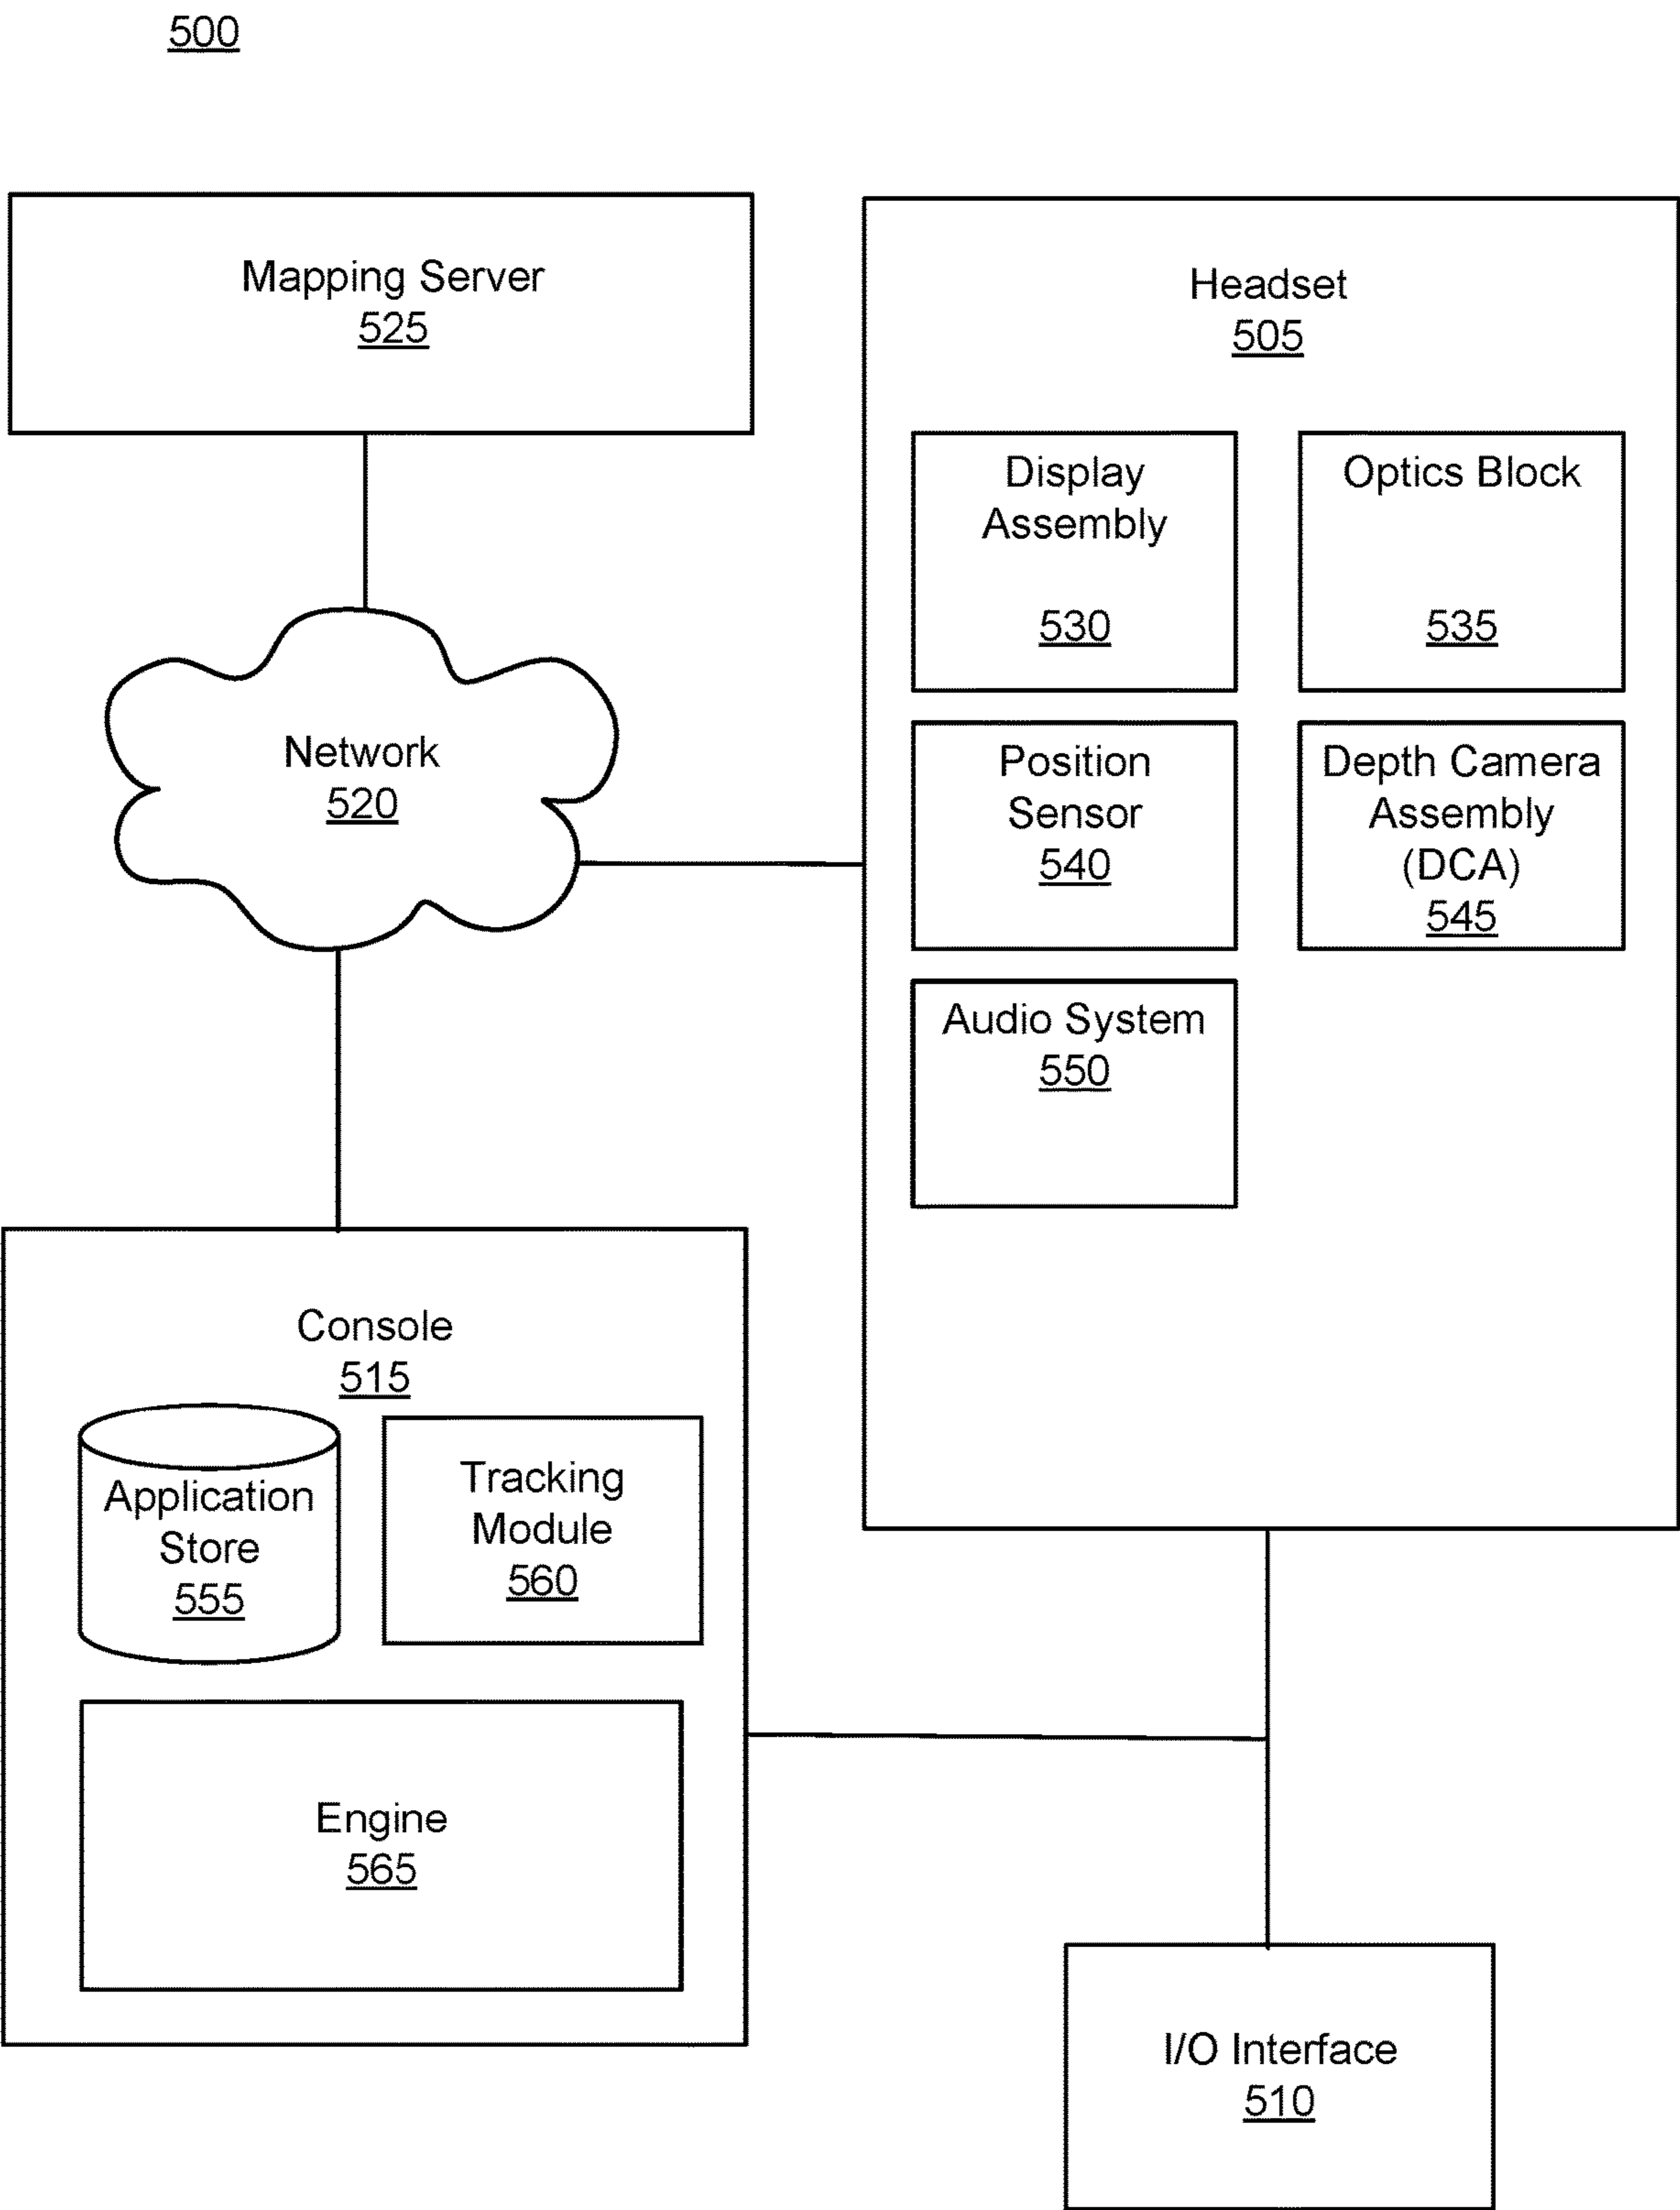 500
Mapping Server
525
Headset
505
Display
Assembly
530
Optics Block
535
Network
520
Position
Sensor
540
Depth Camera
Assembly
(DCA)
545
Audio System
550
Console
515
Application
Store
555
Tracking
Module
560
Engine
565
I/O Interface
510